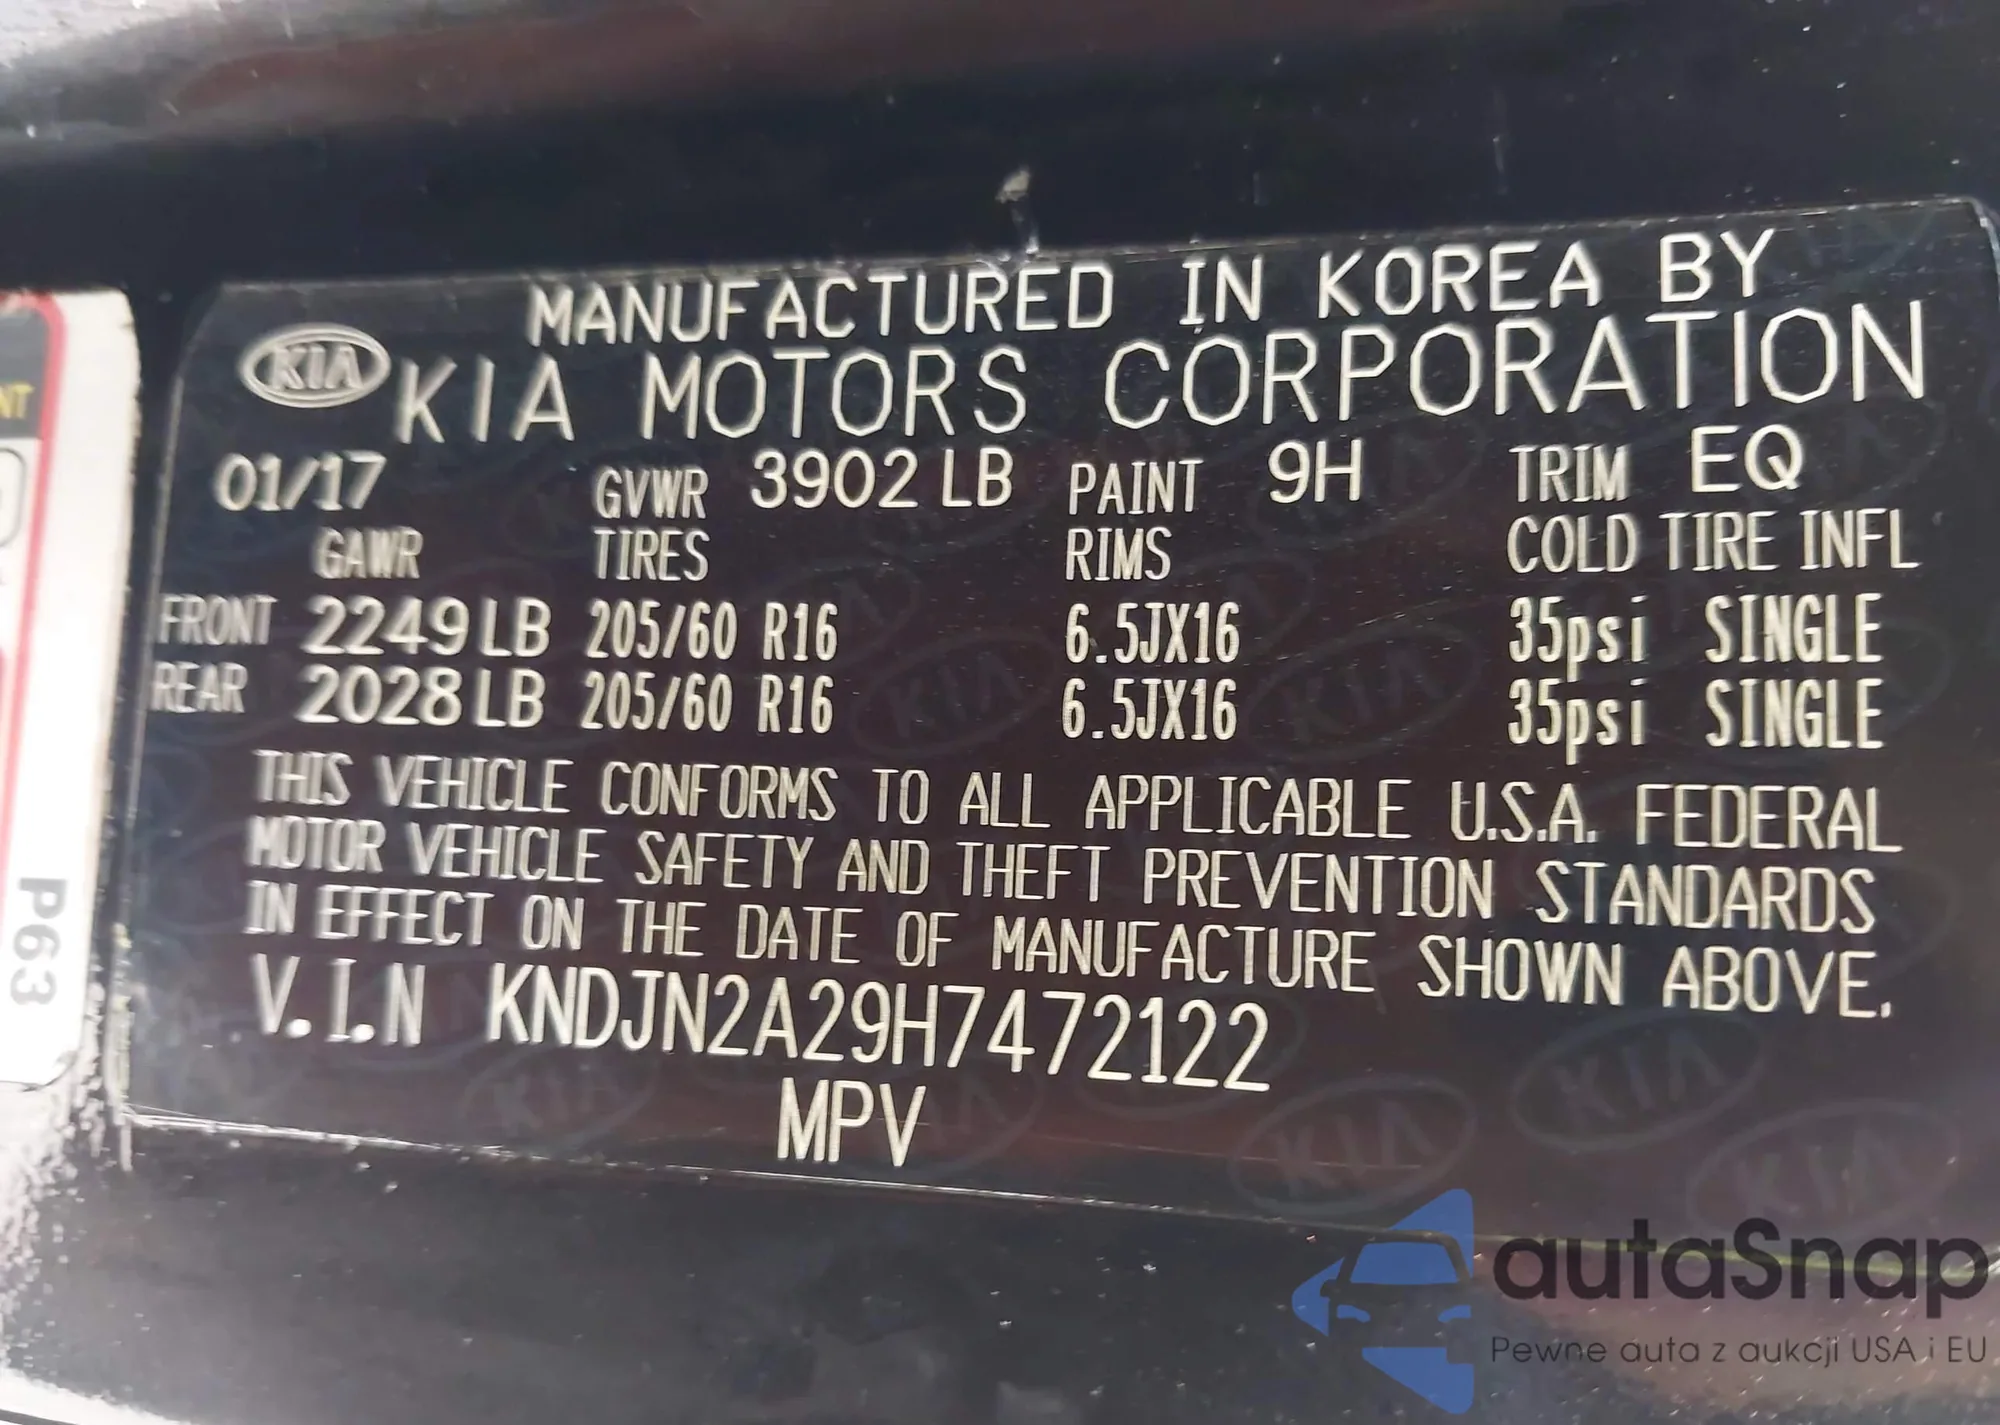 MANUFACTURED IN KOREA BY
KIA KIA MOTORS CORPORATION
01/17 GVWR 3902 LB PAINT 9H TRIM EQ
GAWR TIRES RIMS COLD TIRE INFL
FRONT 2249 LB 205/60 R16 6.5JX16 35psi SINGLE
REAR 2028 LB 205/60 R16 6.5JX16 35psi SINGLE
THIS VEHICLE CONFORMS TO ALL APPLICABLE U.S.A. FEDERAL
MOTOR VEHICLE SAFETY AND THEFT PREVENTION STANDARDS
IN EFFECT ON THE DATE OF MANUFACTURE SHOWN ABOVE.
V.I.N KNDJN2A29H7472122
MPV
P63
autaSnap
Pewne auta z aukcji USA i EU